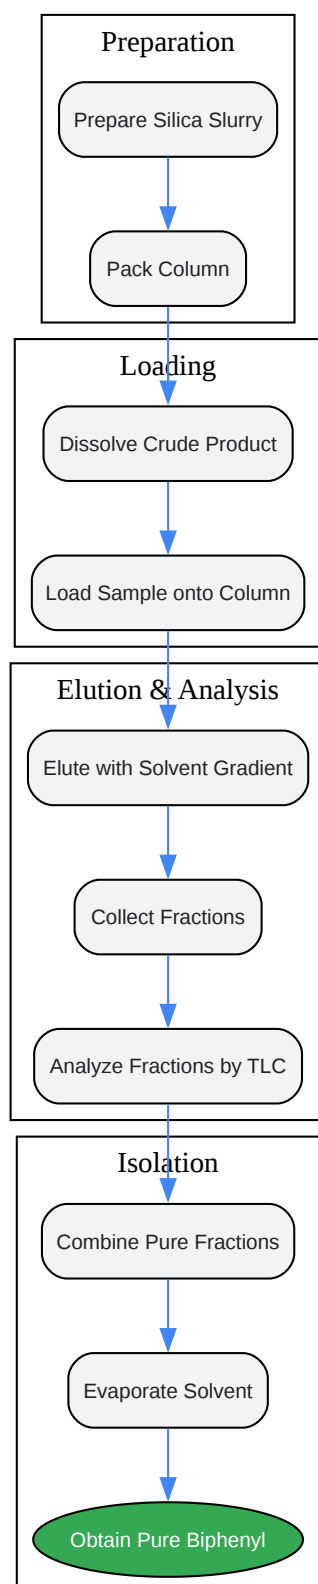 Preparation
Prepare Silica Slurry
Pack Column
Loading
Dissolve Crude Product
Load Sample onto Column
Elution & Analysis
Elute with Solvent Gradient
Collect Fractions
Analyze Fractions by TLC
Isolation
Combine Pure Fractions
Evaporate Solvent
Obtain Pure Biphenyl